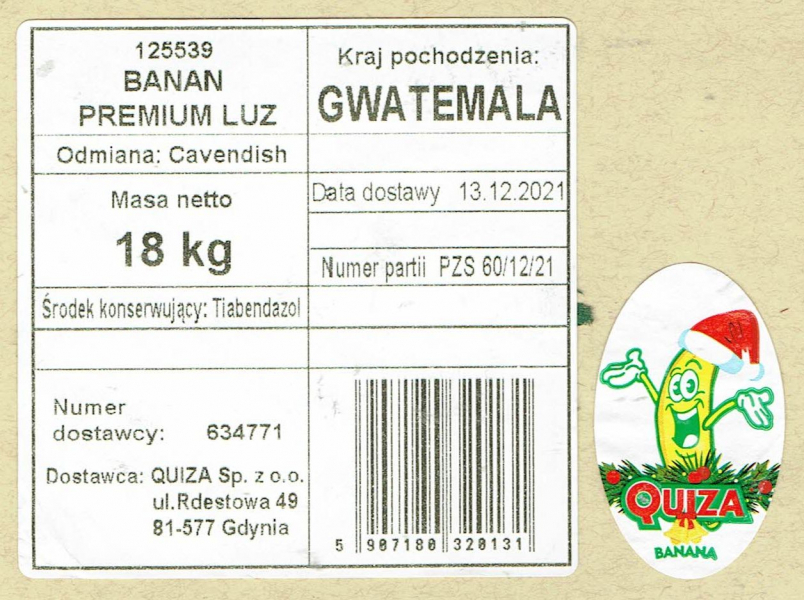 125539
BANAN
PREMIUM LUZ
Odmiana: Cavendish
Masa netto
18 kg
Środek konserwujący: Tiabendazol
Numer
dostawcy: 634771
Dostawca: QUIZA Sp. z o.o.
ul.Rdestowa 49
81-577 Gdynia
Kraj pochodzenia:
GWATEMALA
Data dostawy 13.12.2021
Numer partii PZS 60/12/21
5 907180 320131
QUIZA
BANANA